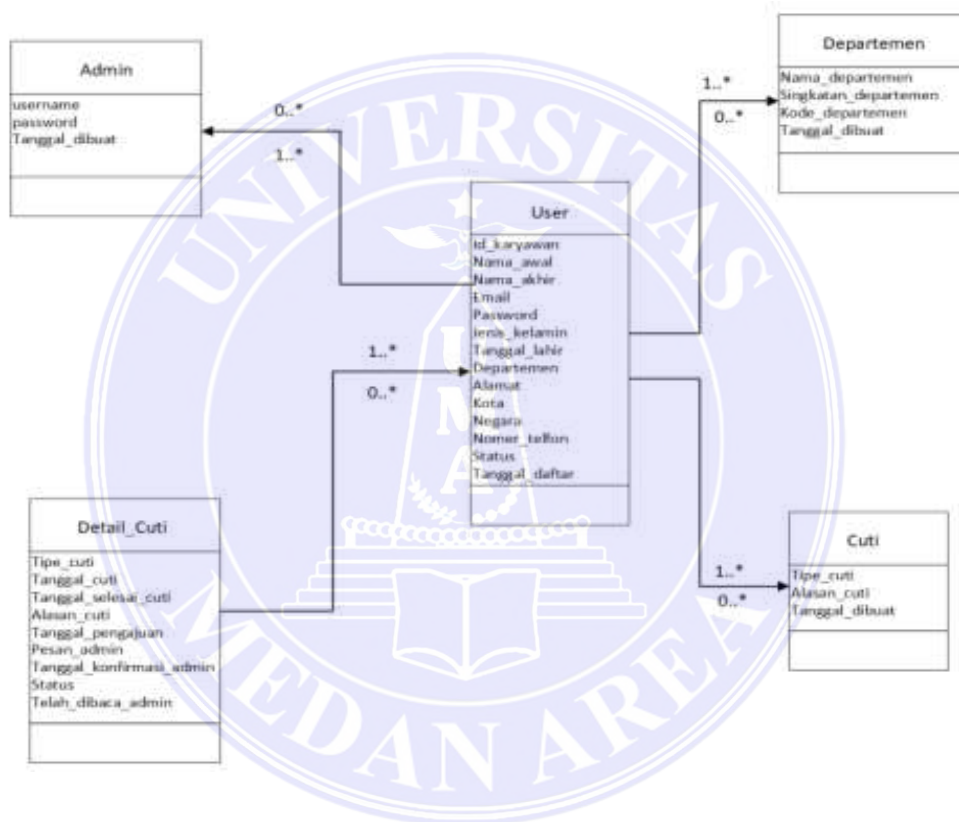 Admin
username
password
Tanggal_dibuat
0..*
1..*
Departemen
Nama_departemen
Singkatan_departemen
Kode_departemen
Tanggal_dibuat
1..*
0..*
User
Id_karyawan
Nama_awal
Nama_akhir
Email
Password
Jenis_kelamin
Tanggal_lahir
Departemen
Alamat
Kota
Negara
Nomer_telfon
Status
Tanggal_daftar
1..*
0..*
Detail_Cuti
Tipe_cuti
Tanggal_cuti
Tanggal_selesai_cuti
Alasan_cuti
Tanggal_pengajuan
Pesan_admin
Tanggal_konfirmasi_admin
Status
Telah_dibaca_admin
Cuti
Tipe_cuti
Alasan_cuti
Tanggal_dibuat
1..*
0..*
UNIVERSITAS
MEDAN AREA
U
M
A